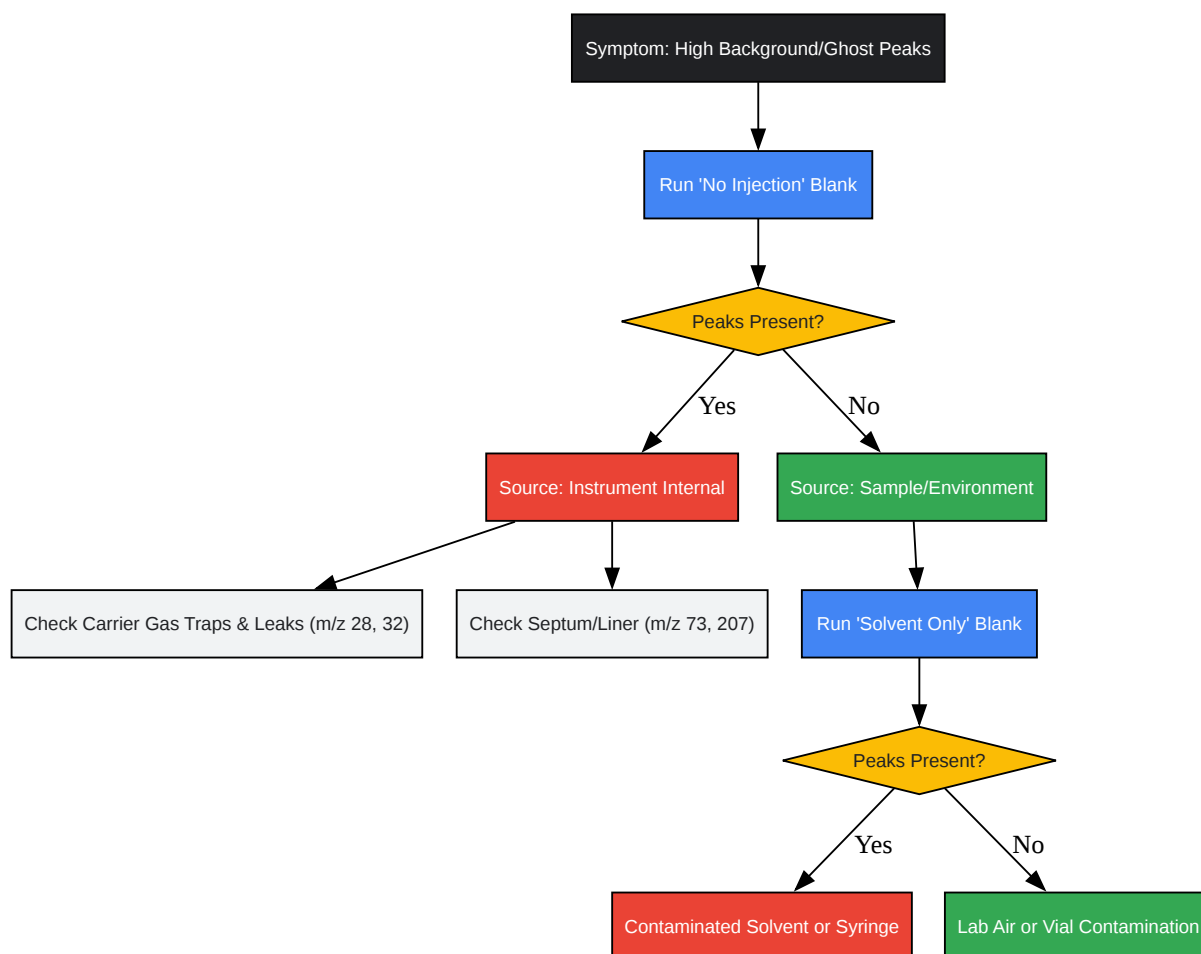 Symptom: High Background/Ghost Peaks
Run 'No Injection' Blank
Peaks Present?
Yes
No
Source: Instrument Internal
Source: Sample/Environment
Check Carrier Gas Traps & Leaks (m/z 28, 32)
Check Septum/Liner (m/z 73, 207)
Run 'Solvent Only' Blank
Peaks Present?
Yes
No
Contaminated Solvent or Syringe
Lab Air or Vial Contamination